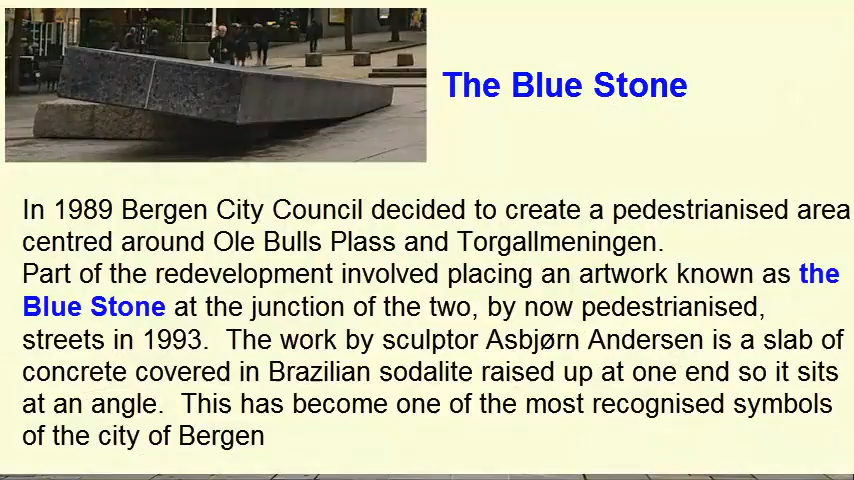 The Blue Stone
In 1989 Bergen City Council decided to create a pedestrianised area
centred around Ole Bulls Plass and Torgallmeningen.
Part of the redevelopment involved placing an artwork known as the
Blue Stone at the junction of the two, by now pedestrianised,
streets in 1993.  The work by sculptor Asbjørn Andersen is a slab of
concrete covered in Brazilian sodalite raised up at one end so it sits
at an angle.  This has become one of the most recognised symbols
of the city of Bergen